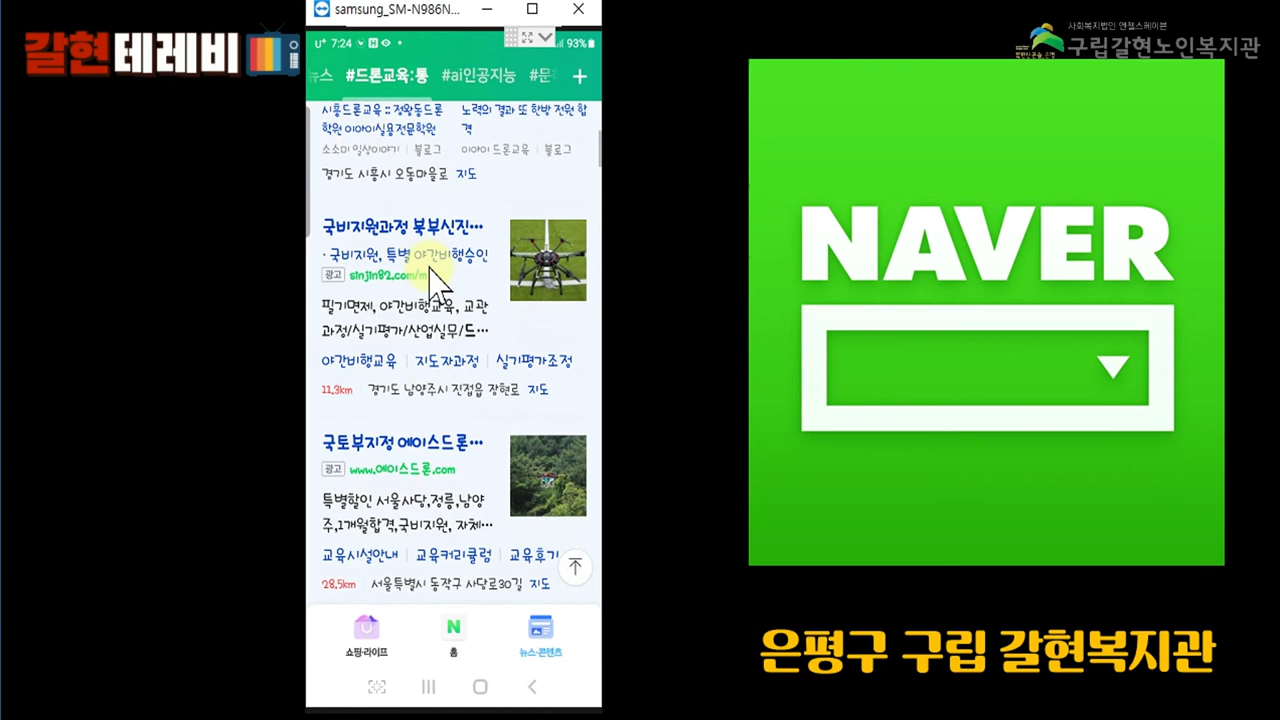 갈현테레비
samsung_SM-N986N...
U+ 7:24
93%
뉴스 #드론교육:통 #ai인공지능 #문 +
시흥드론교육 :: 정왕동드론
학원 이아이실용전문학원
소소미 일상이야기 | 블로그
노력의 결과 또 한방 전원 합
격
이아이 드론교육 | 블로그
경기도 시흥시 오동마을로 지도
국비지원과정 북부신진…
· 국비지원, 특별 야간비행승인
광고 sinjin82.com/m
필기면제, 야간비행교육, 교관
과정/실기평가/산업실무/드…
야간비행교육 | 지도자과정 | 실기평가조정
11.3km 경기도 남양주시 진접읍 장현로 지도
국토부지정 에이스드론…
광고 www.에이스드론.com
특별할인 서울사당,정릉,남양
주,1개월합격,국비지원, 자체…
교육시설안내 | 교육커리큘럼 | 교육후기
28.5km 서울특별시 동작구 사당로30길 지도
쇼핑·라이프
N
홈
뉴스·콘텐츠
사회복지법인 엔젤스헤이븐
구립갈현노인복지관
NAVER
은평구 구립 갈현복지관